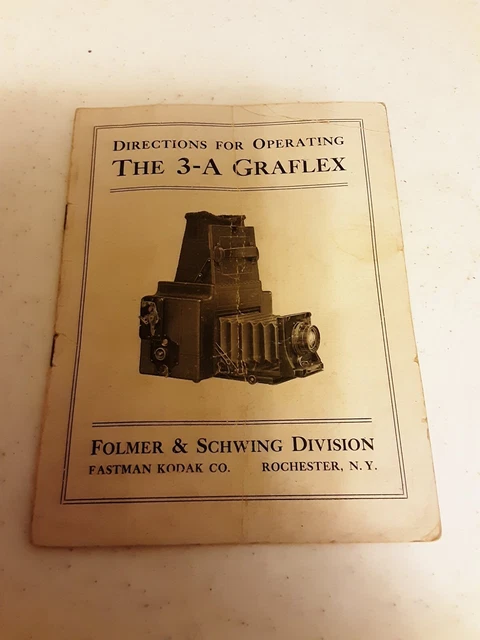 DIRECTIONS FOR OPERATING
THE 3-A GRAFLEX
FOLMER & SCHWING DIVISION
EASTMAN KODAK CO. ROCHESTER, N. Y.